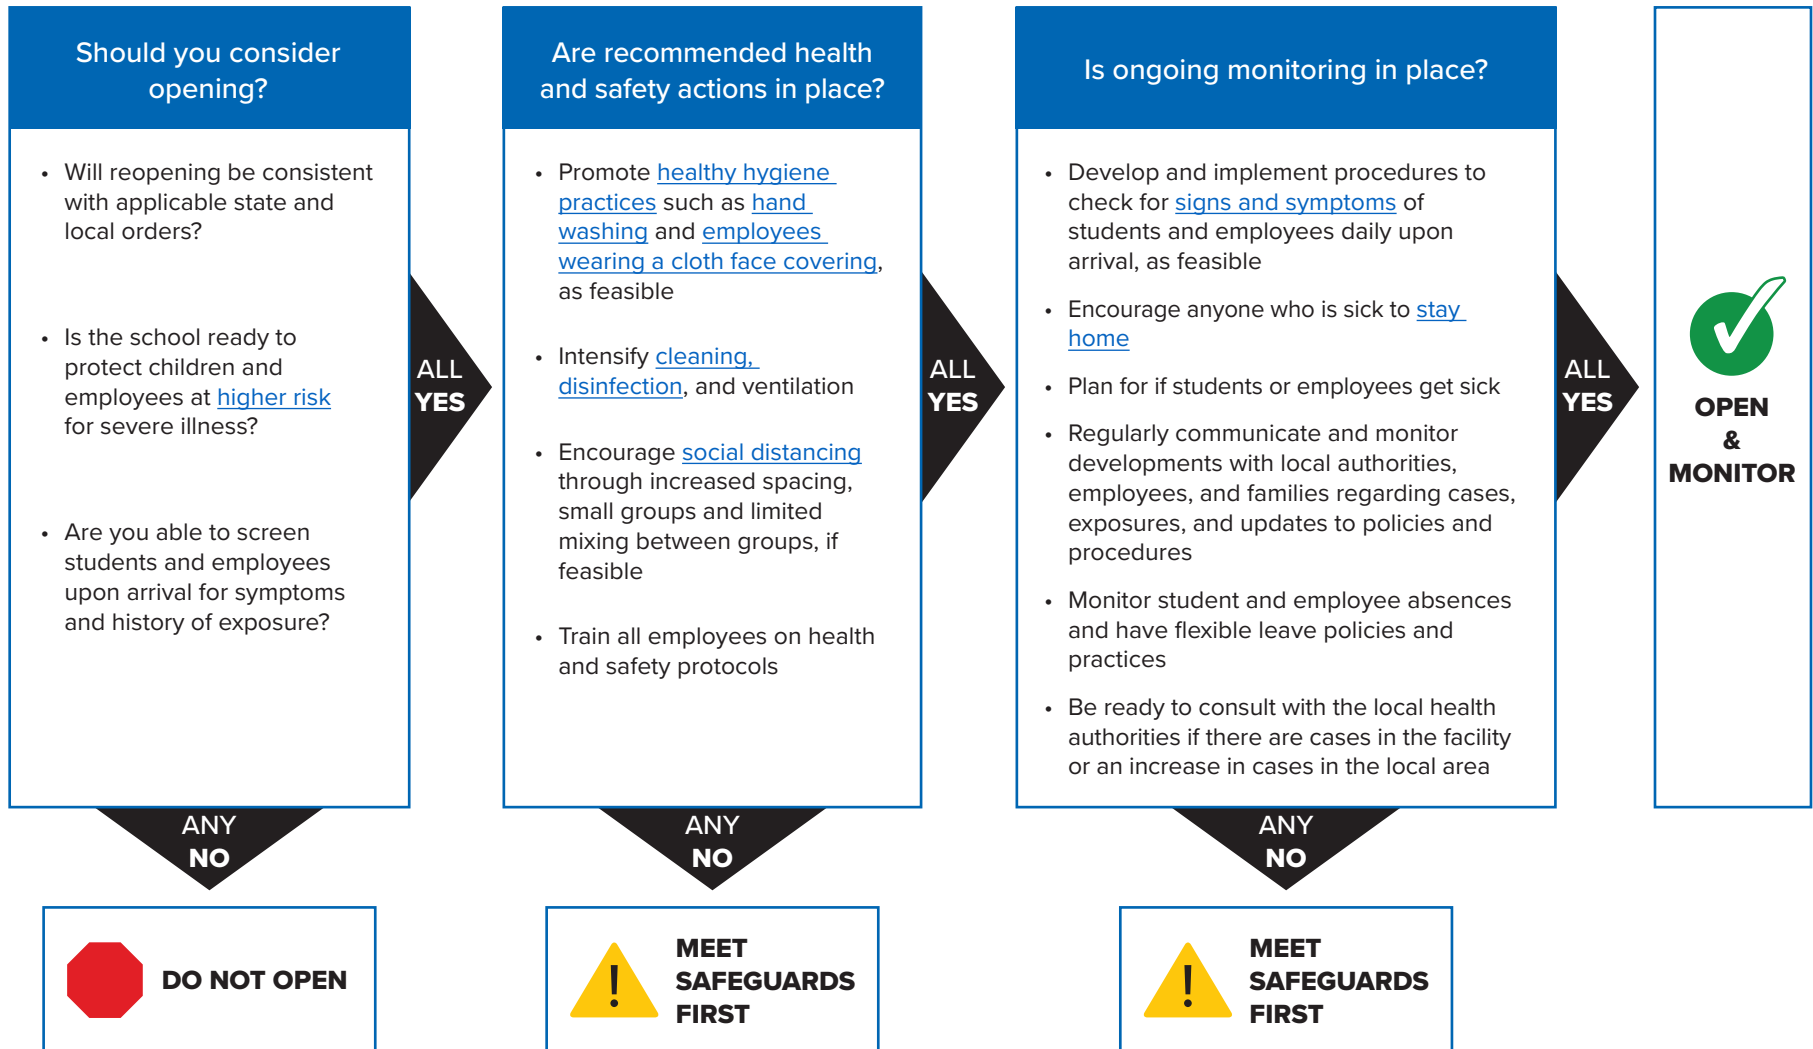 Should you consider
opening?
• Will reopening be consistent
with applicable state and
local orders?
• Is the school ready to
protect children and
employees at higher risk
for severe illness?
• Are you able to screen
students and employees
upon arrival for symptoms
and history of exposure?
ALL
YES
ANY
NO
DO NOT OPEN
Are recommended health
and safety actions in place?
• Promote healthy hygiene
practices such as hand
washing and employees
wearing a cloth face covering,
as feasible
• Intensify cleaning,
disinfection, and ventilation
• Encourage social distancing
through increased spacing,
small groups and limited
mixing between groups, if
feasible
• Train all employees on health
and safety protocols
ALL
YES
ANY
NO
MEET
SAFEGUARDS
FIRST
Is ongoing monitoring in place?
• Develop and implement procedures to
check for signs and symptoms of
students and employees daily upon
arrival, as feasible
• Encourage anyone who is sick to stay
home
• Plan for if students or employees get sick
• Regularly communicate and monitor
developments with local authorities,
employees, and families regarding cases,
exposures, and updates to policies and
procedures
• Monitor student and employee absences
and have flexible leave policies and
practices
• Be ready to consult with the local health
authorities if there are cases in the facility
or an increase in cases in the local area
ALL
YES
ANY
NO
MEET
SAFEGUARDS
FIRST
OPEN
&
MONITOR